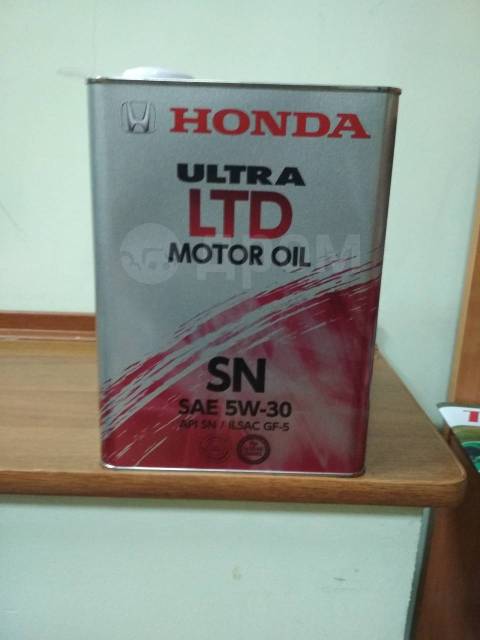 HONDA
ULTRA
LTD
MOTOR OIL
дром
SN
SAE 5W-30
API SN / ILSAC GF-5